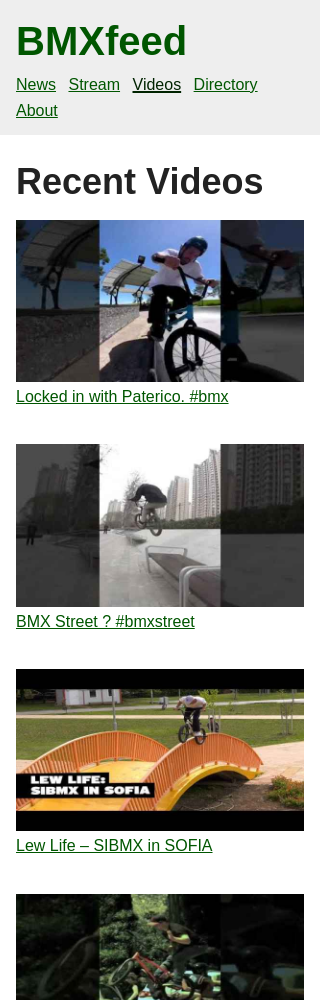 BMXfeed
News Stream Videos Directory
About
Recent Videos
Locked in with Paterico. #bmx
BMX Street ? #bmxstreet
LEW LIFE:
SIBMX IN SOFIA
Lew Life – SIBMX in SOFIA